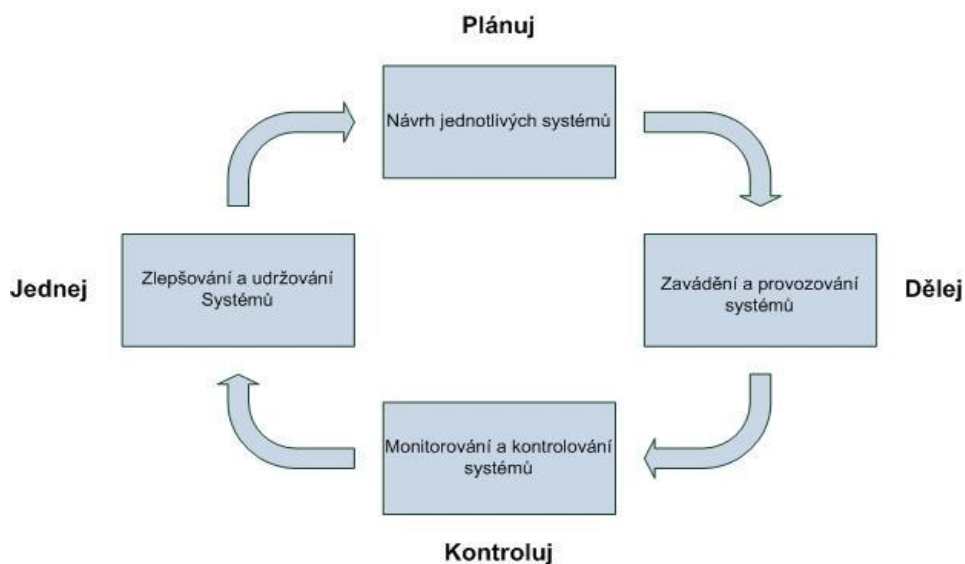 Plánuj
Návrh jednotlivých systémů
Jednej
Zlepšování a udržování
Systémů
Zavádění a provozování
systémů
Dělej
Monitorování a kontrolování
systémů
Kontroluj